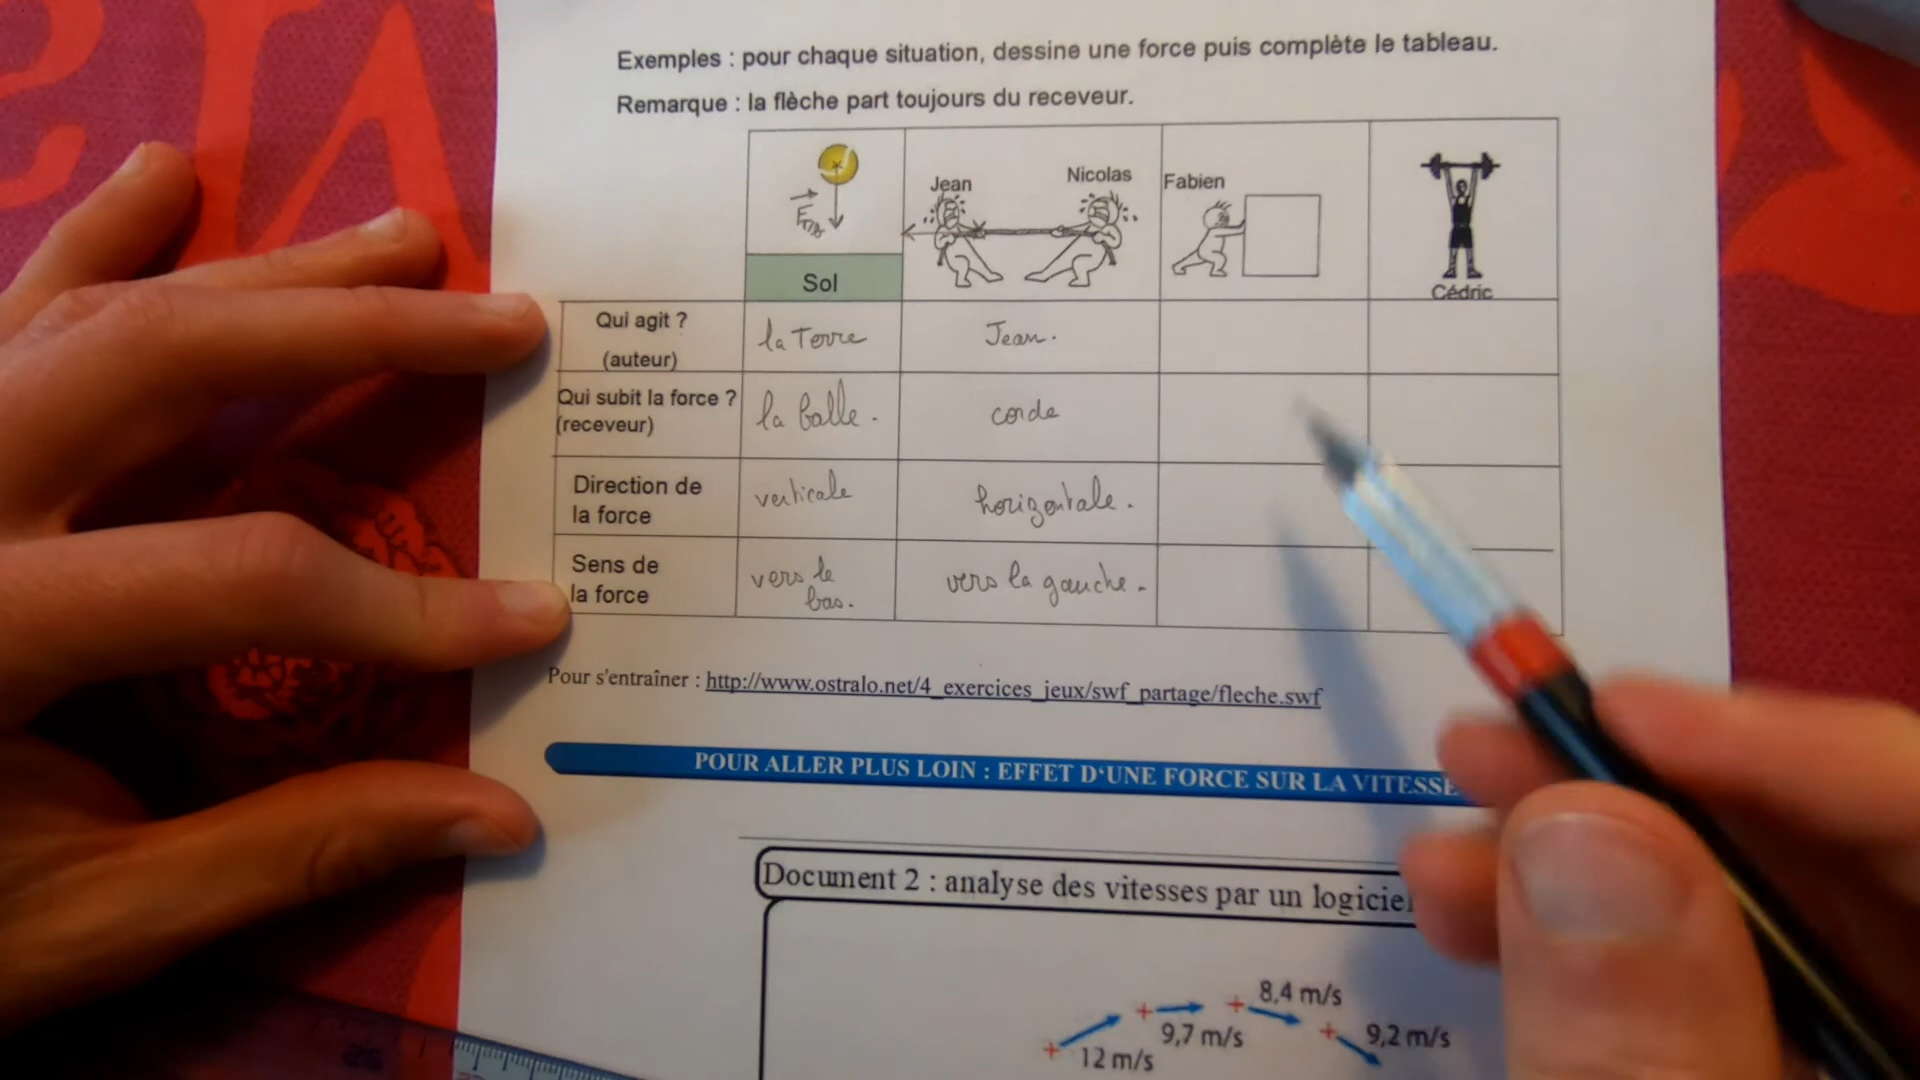 Exemples : pour chaque situation, dessine une force puis complète le tableau.
Remarque : la flèche part toujours du receveur.
Jean
Nicolas
Fabien
Sol
Cédric
Qui agit ?
(auteur)
la Terre
Jean.
Qui subit la force ?
(receveur)
la balle.
corde
Direction de
la force
verticale
horizontale.
Sens de
la force
vers le
bas.
vers la gauche.
Pour s'entraîner : http://www.ostralo.net/4_exercices_jeux/swf_partage/fleche.swf
POUR ALLER PLUS LOIN : EFFET D'UNE FORCE SUR LA VITESSE
Document 2 : analyse des vitesses par un logiciel
8,4 m/s
9,7 m/s
9,2 m/s
12 m/s